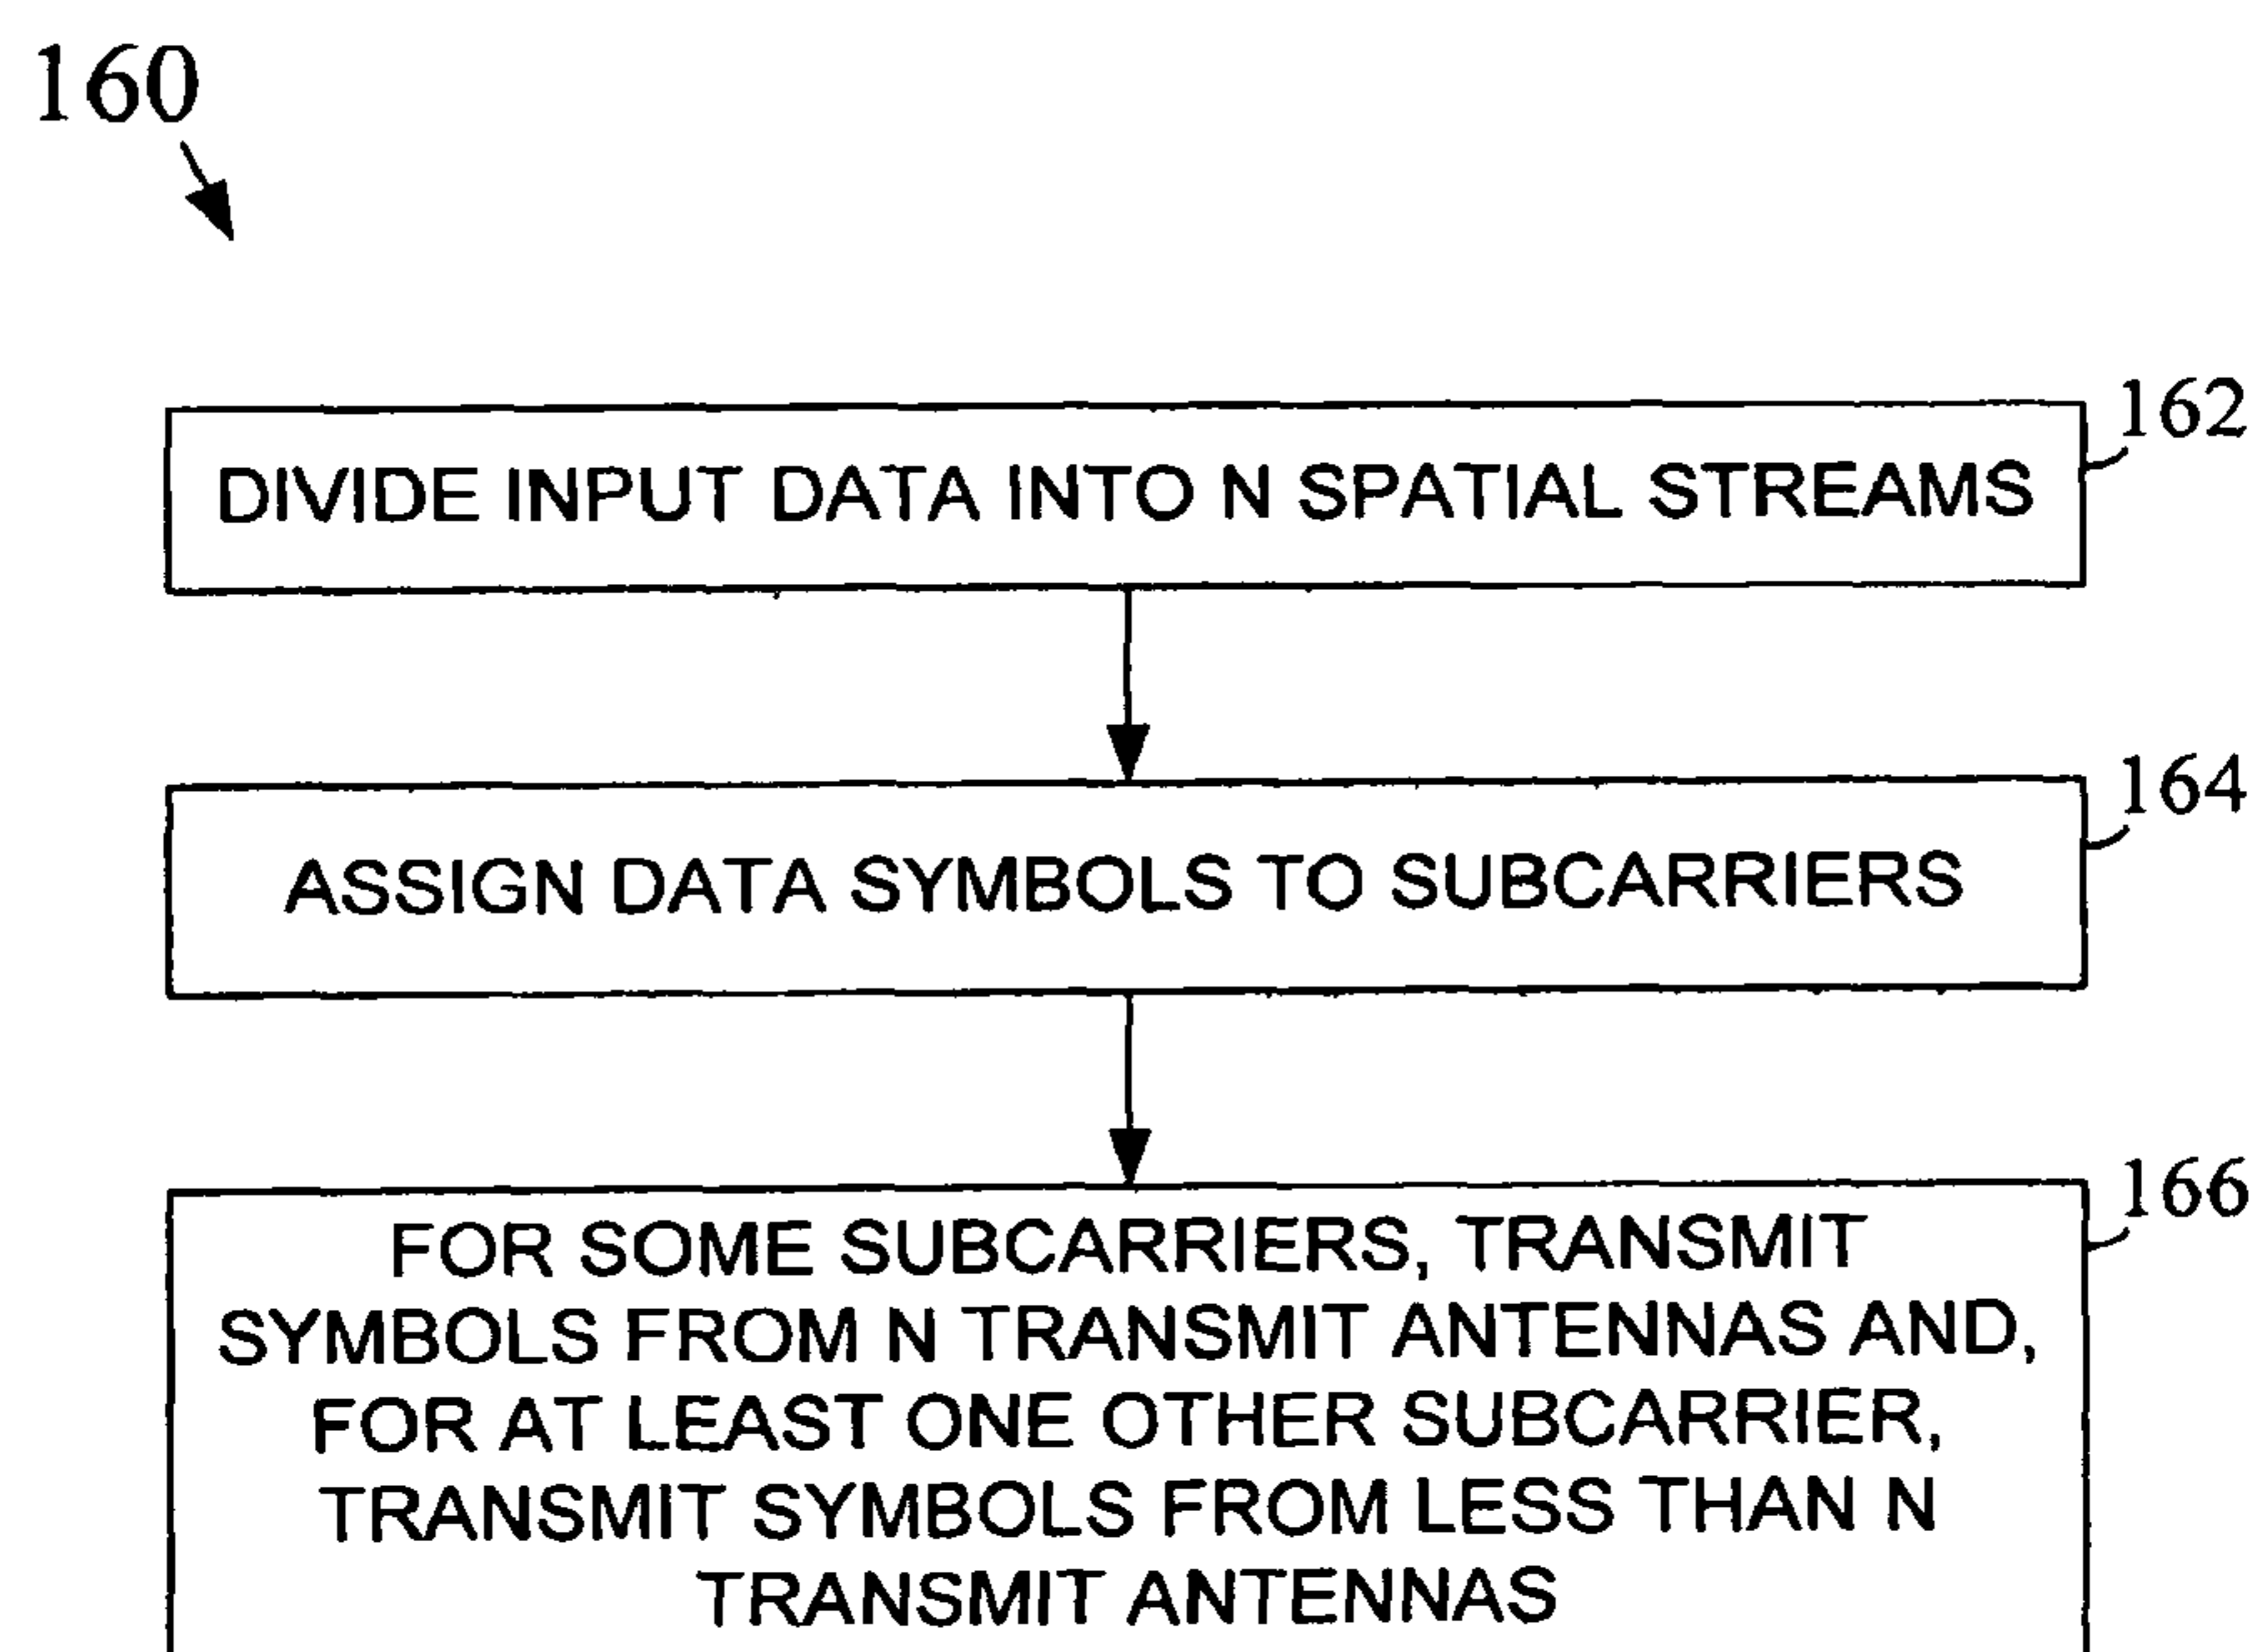 160
162
DIVIDE INPUT DATA INTO N SPATIAL STREAMS
164
ASSIGN DATA SYMBOLS TO SUBCARRIERS
166
FOR SOME SUBCARRIERS, TRANSMIT
SYMBOLS FROM N TRANSMIT ANTENNAS AND,
FOR AT LEAST ONE OTHER SUBCARRIER,
TRANSMIT SYMBOLS FROM LESS THAN N
TRANSMIT ANTENNAS